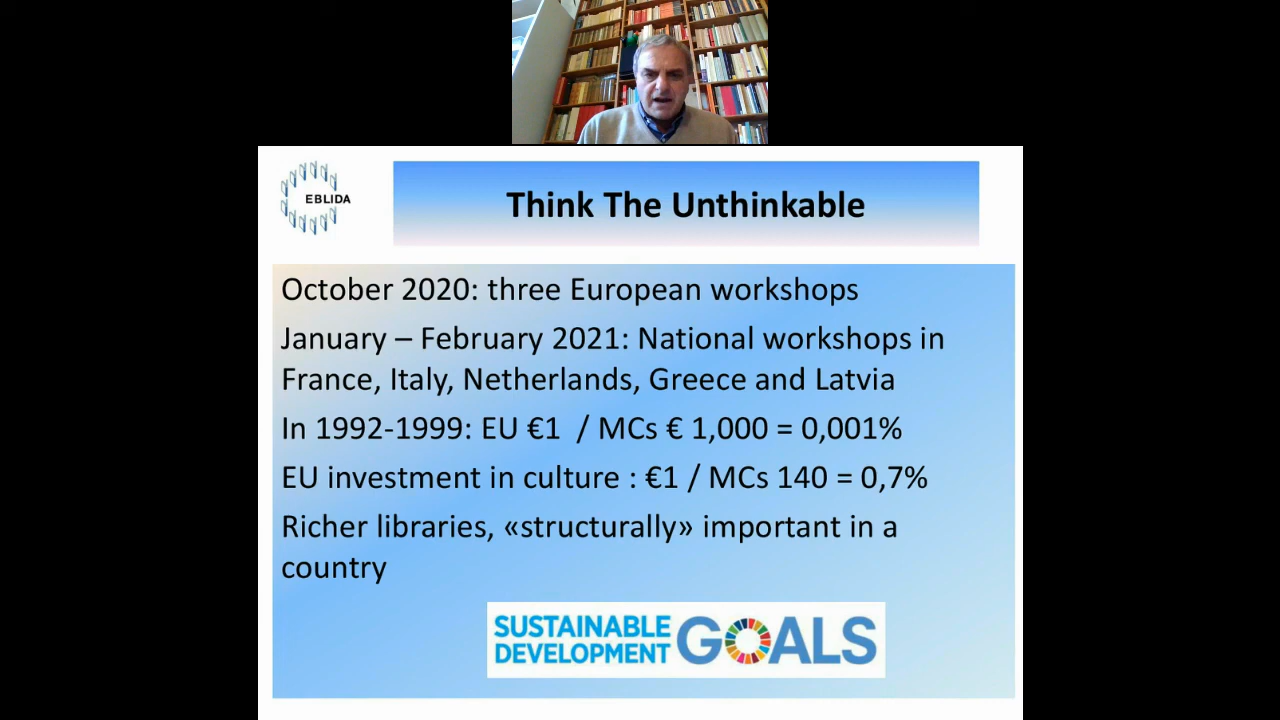 EBLIDA
Think The Unthinkable
October 2020: three European workshops
January – February 2021: National workshops in
France, Italy, Netherlands, Greece and Latvia
In 1992-1999: EU €1  / MCs € 1,000 = 0,001%
EU investment in culture : €1 / MCs 140 = 0,7%
Richer libraries, «structurally» important in a
country
SUSTAINABLE
DEVELOPMENT
GOALS